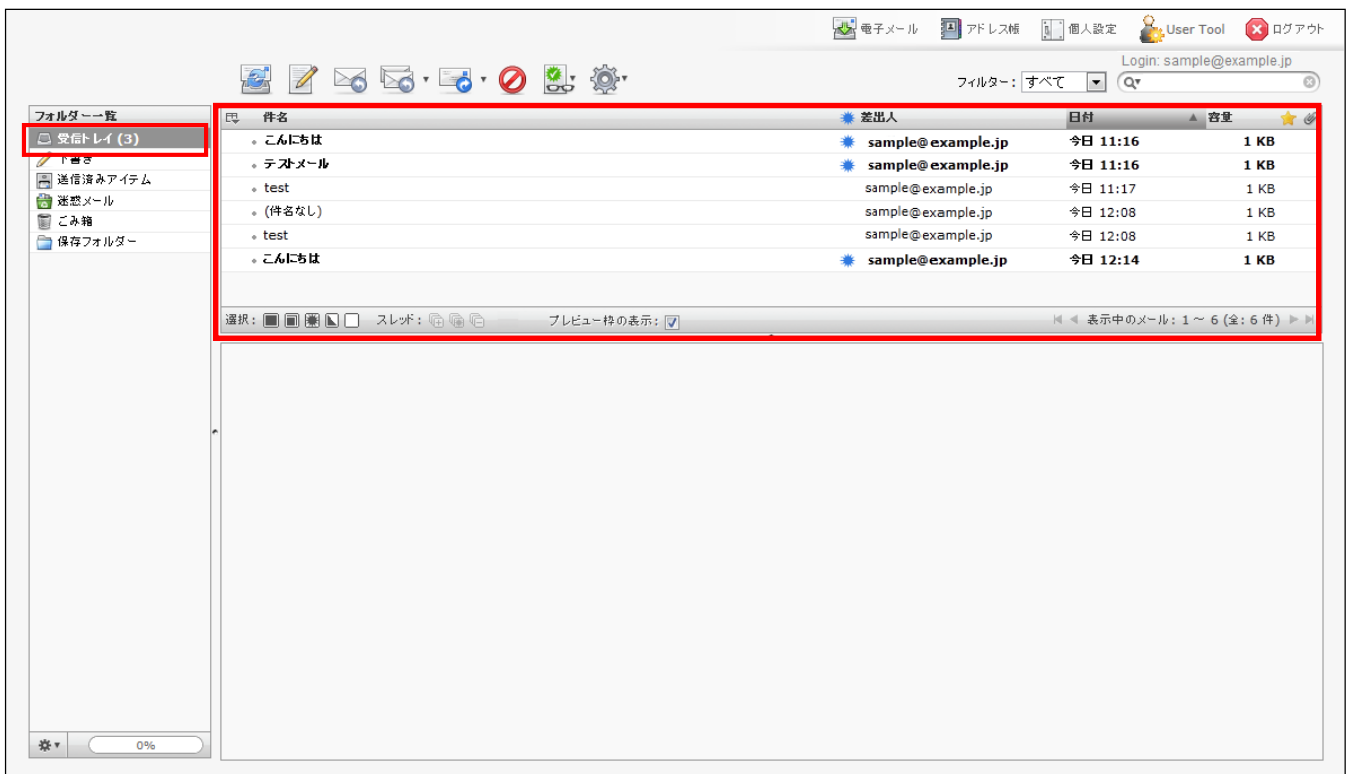 電子メール アドレス帳 個人設定 User Tool ログアウト
Login: sample@example.jp
フィルター: すべて
フォルダー一覧
受信トレイ (3)
下書き
送信済みアイテム
迷惑メール
ごみ箱
保存フォルダー
件名 差出人 日付 容量
こんにちは sample@example.jp 今日 11:16 1 KB
テストメール sample@example.jp 今日 11:16 1 KB
test sample@example.jp 今日 11:17 1 KB
(件名なし) sample@example.jp 今日 12:08 1 KB
test sample@example.jp 今日 12:08 1 KB
こんにちは sample@example.jp 今日 12:14 1 KB
選択: スレッド: プレビュー枠の表示: 表示中のメール: 1 ~ 6 (全: 6 件)
0%